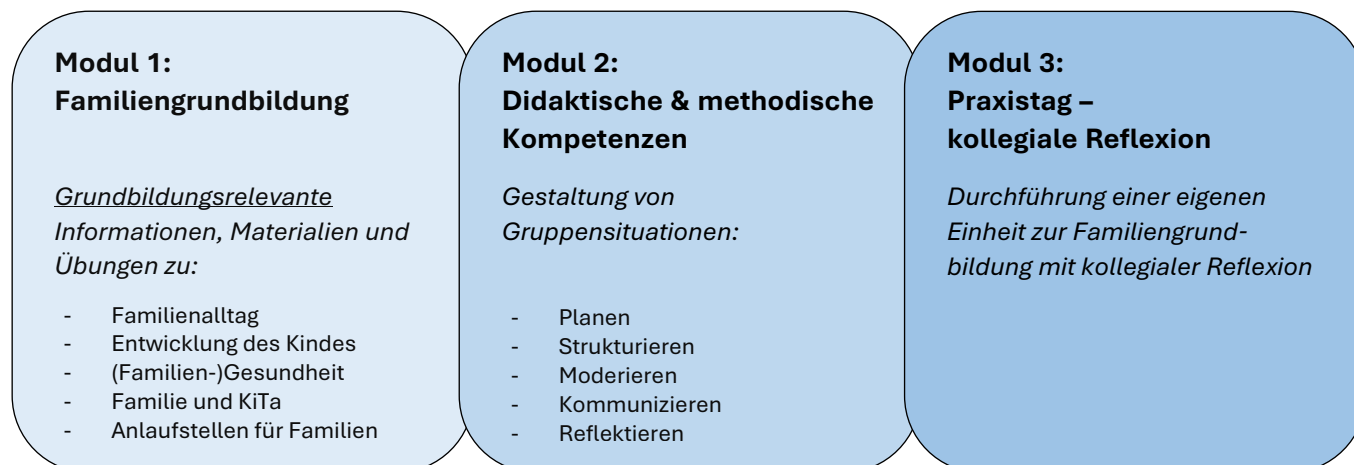 Modul 1:
Familiengrundbildung
Grundbildungsrelevante
Informationen, Materialien und
Übungen zu:
- Familienalltag
- Entwicklung des Kindes
- (Familien-)Gesundheit
- Familie und KiTa
- Anlaufstellen für Familien
Modul 2:
Didaktische & methodische
Kompetenzen
Gestaltung von
Gruppensituationen:
- Planen
- Strukturieren
- Moderieren
- Kommunizieren
- Reflektieren
Modul 3:
Praxistag –
kollegiale Reflexion
Durchführung einer eigenen
Einheit zur Familiengrund-
bildung mit kollegialer Reflexion